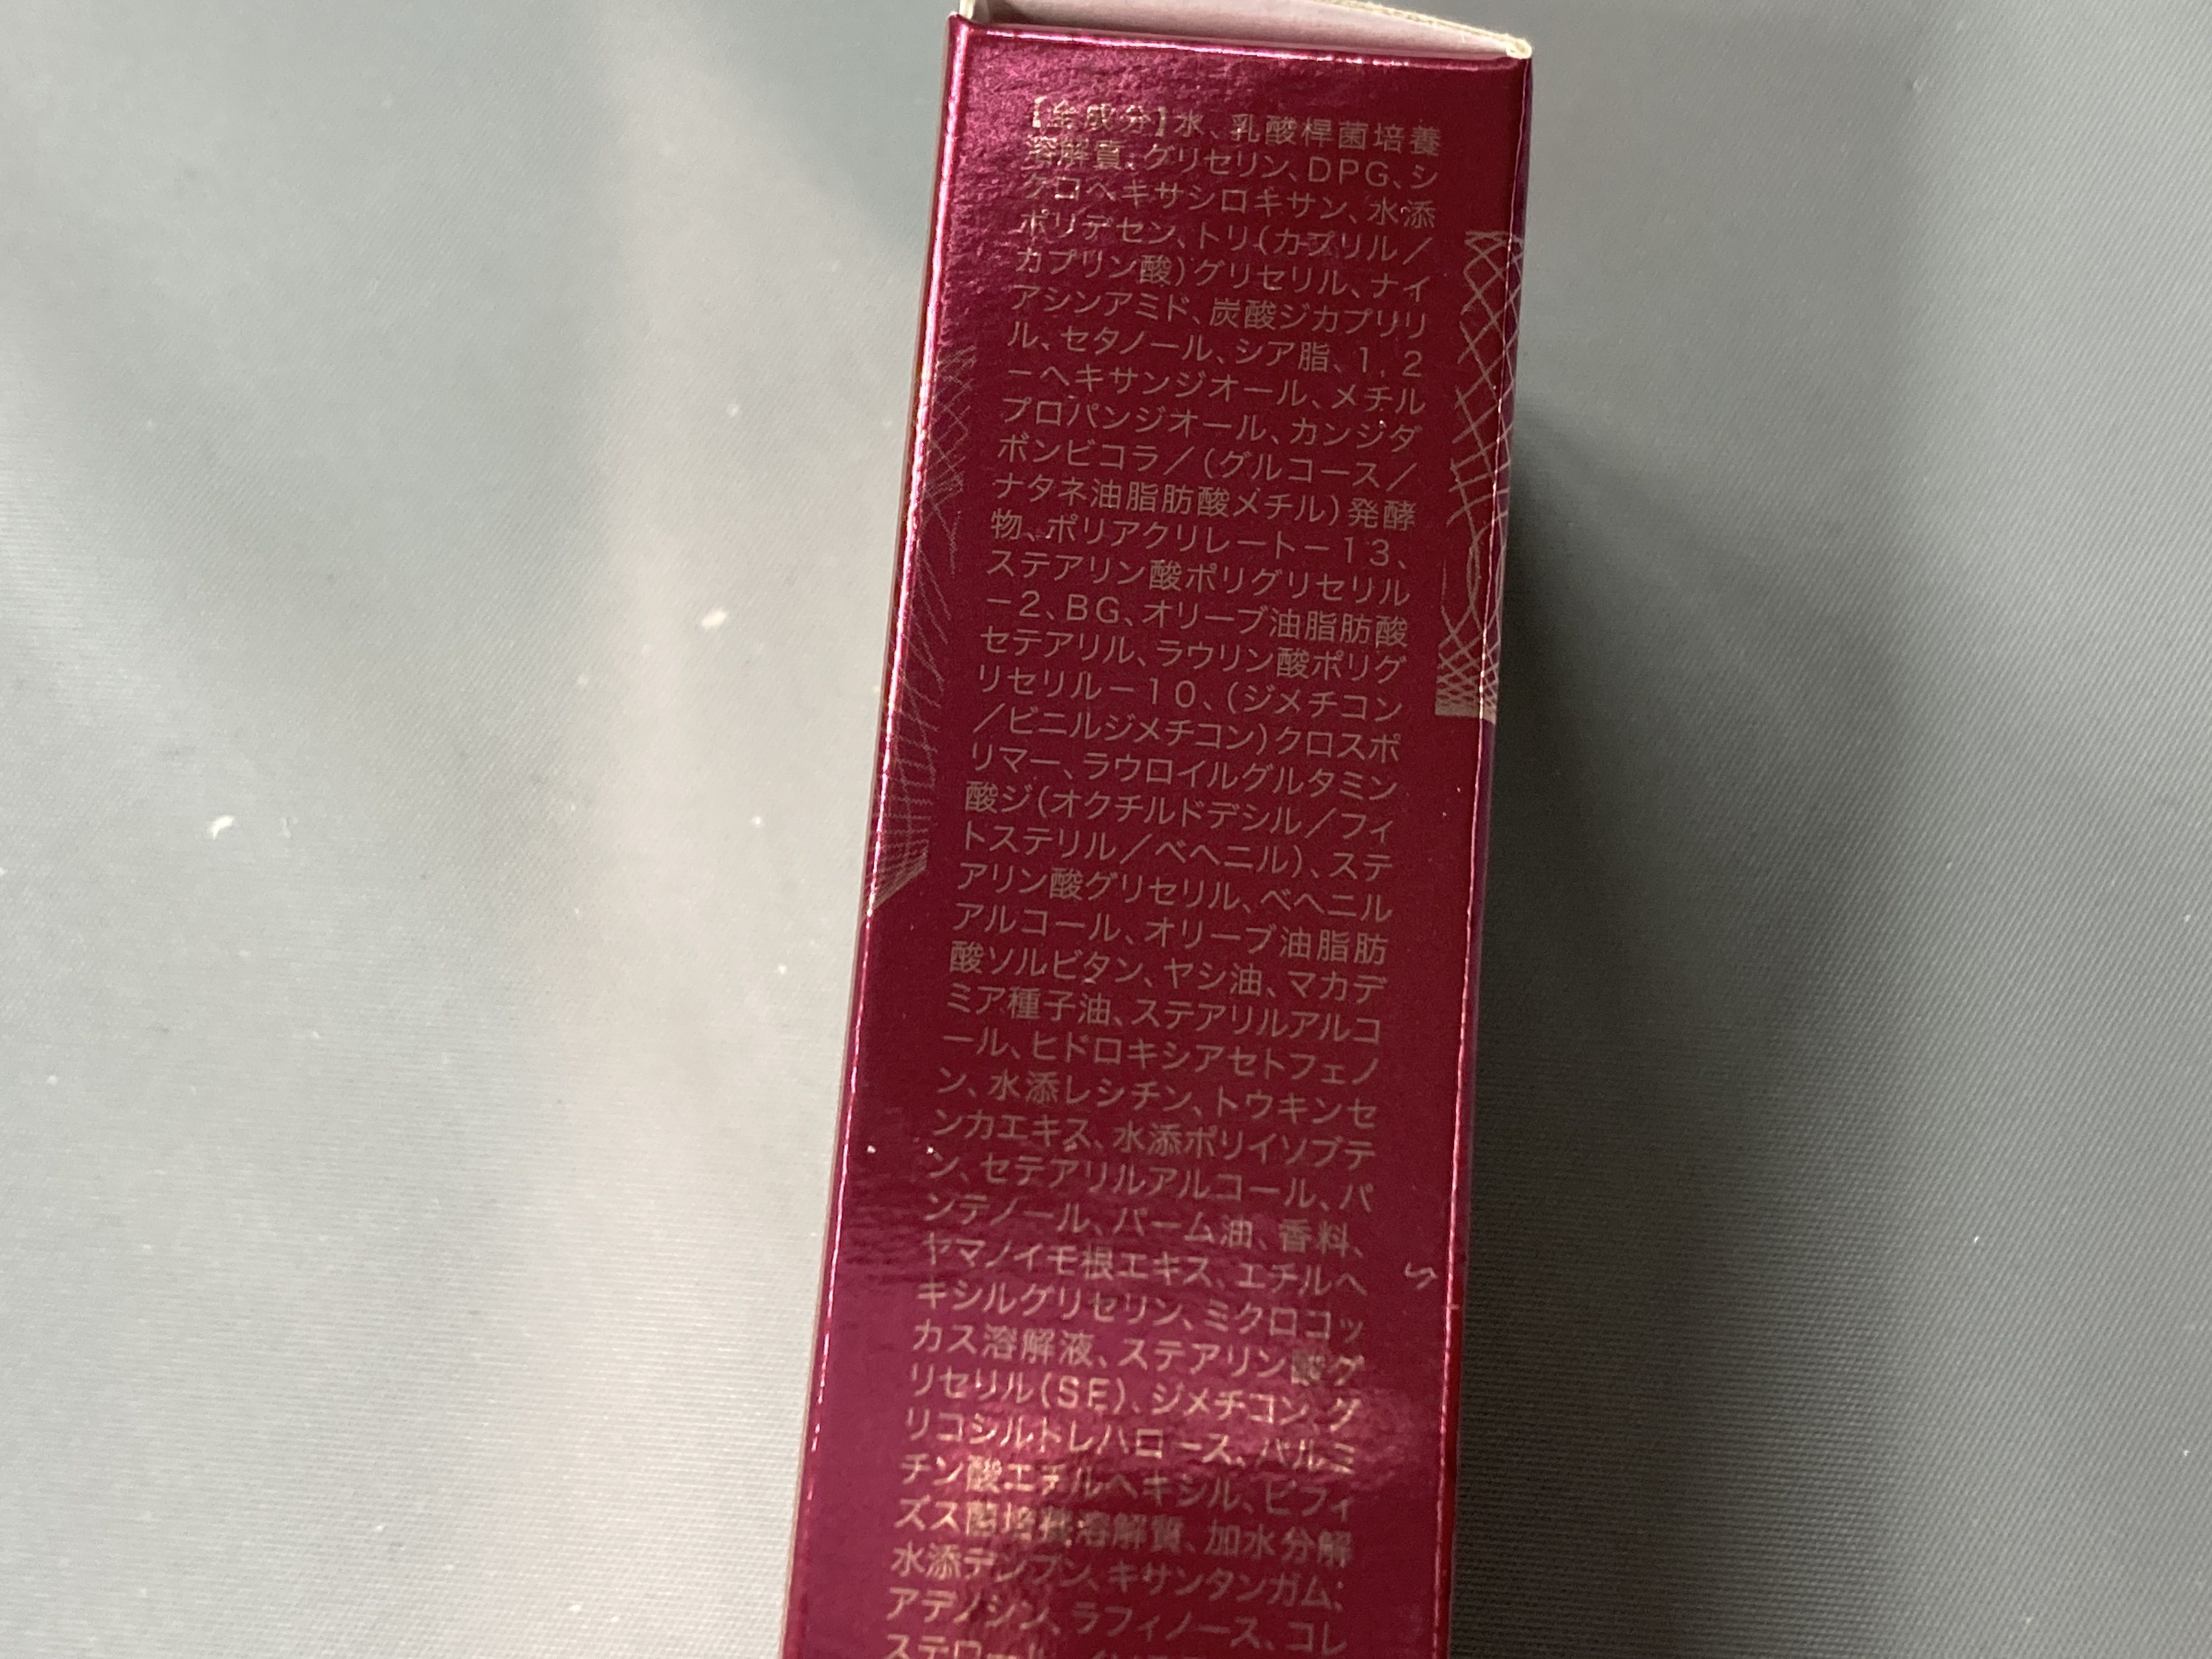 【全成分】水、乳酸桿菌培養
溶解質、グリセリン、DPG、シ
クロヘキサシロキサン、水添
ポリデセン、トリ(カプリル／
カプリン酸)グリセリル、ナイ
アシンアミド、炭酸ジカプリリ
ル、セタノール、シア脂、1,2
－ヘキサンジオール、メチル
プロパンジオール、カンジダ
ボンビコラ／(グルコース／
ナタネ油脂肪酸メチル)発酵
物、ポリアクリレートー13、
ステアリン酸ポリグリセリル
－2、BG、オリーブ油脂肪酸
セテアリル、ラウリン酸ポリグ
リセリルー10、(ジメチコン
／ビニルジメチコン)クロスポ
リマー、ラウロイルグルタミン
酸ジ(オクチルドデシル／フィ
トステリル／ベヘニル)、ステ
アリン酸グリセリル、ベヘニル
アルコール、オリーブ油脂肪
酸ソルビタン、ヤシ油、マカデ
ミア種子油、ステアリルアルコ
ール、ヒドロキシアセトフェノ
ン、水添レシチン、トウキンセ
ンカエキス、水添ポリイソブテ
ン、セテアリルアルコール、パ
ンテノール、パーム油、香料、
ヤマノイモ根エキス、エチルヘ
キシルグリセリン、ミクロコッ
カス溶解液、ステアリン酸グ
リセリル(SE)、ジメチコン、グ
リコシルトレハロース、パルミ
チン酸エチルヘキシル、ビフィ
ズス菌培養溶解質、加水分解
水添デンプン、キサンタンガム、
アデノシン、ラフィノース、コレ
ステロール、